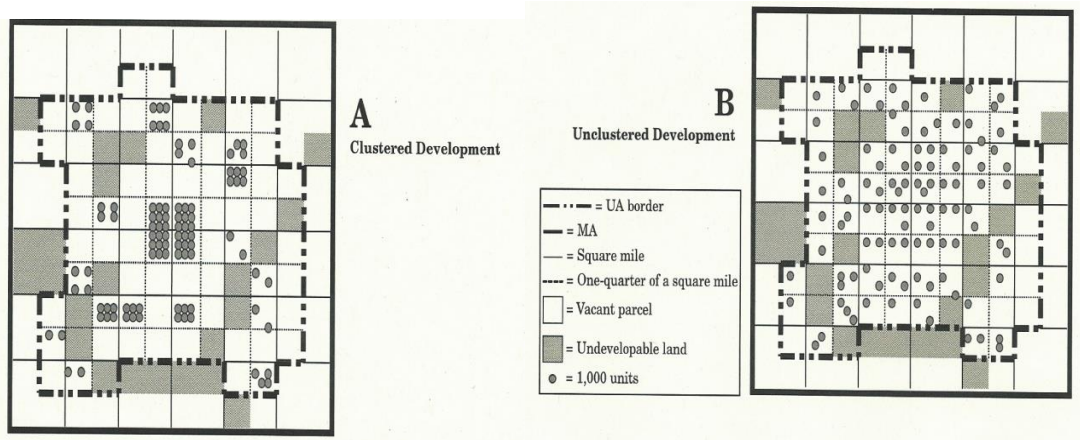 A
Clustered Development
B
Unclustered Development
= UA border
= MA
= Square mile
= One-quarter of a square mile
= Vacant parcel
= Undevelopable land
= 1,000 units